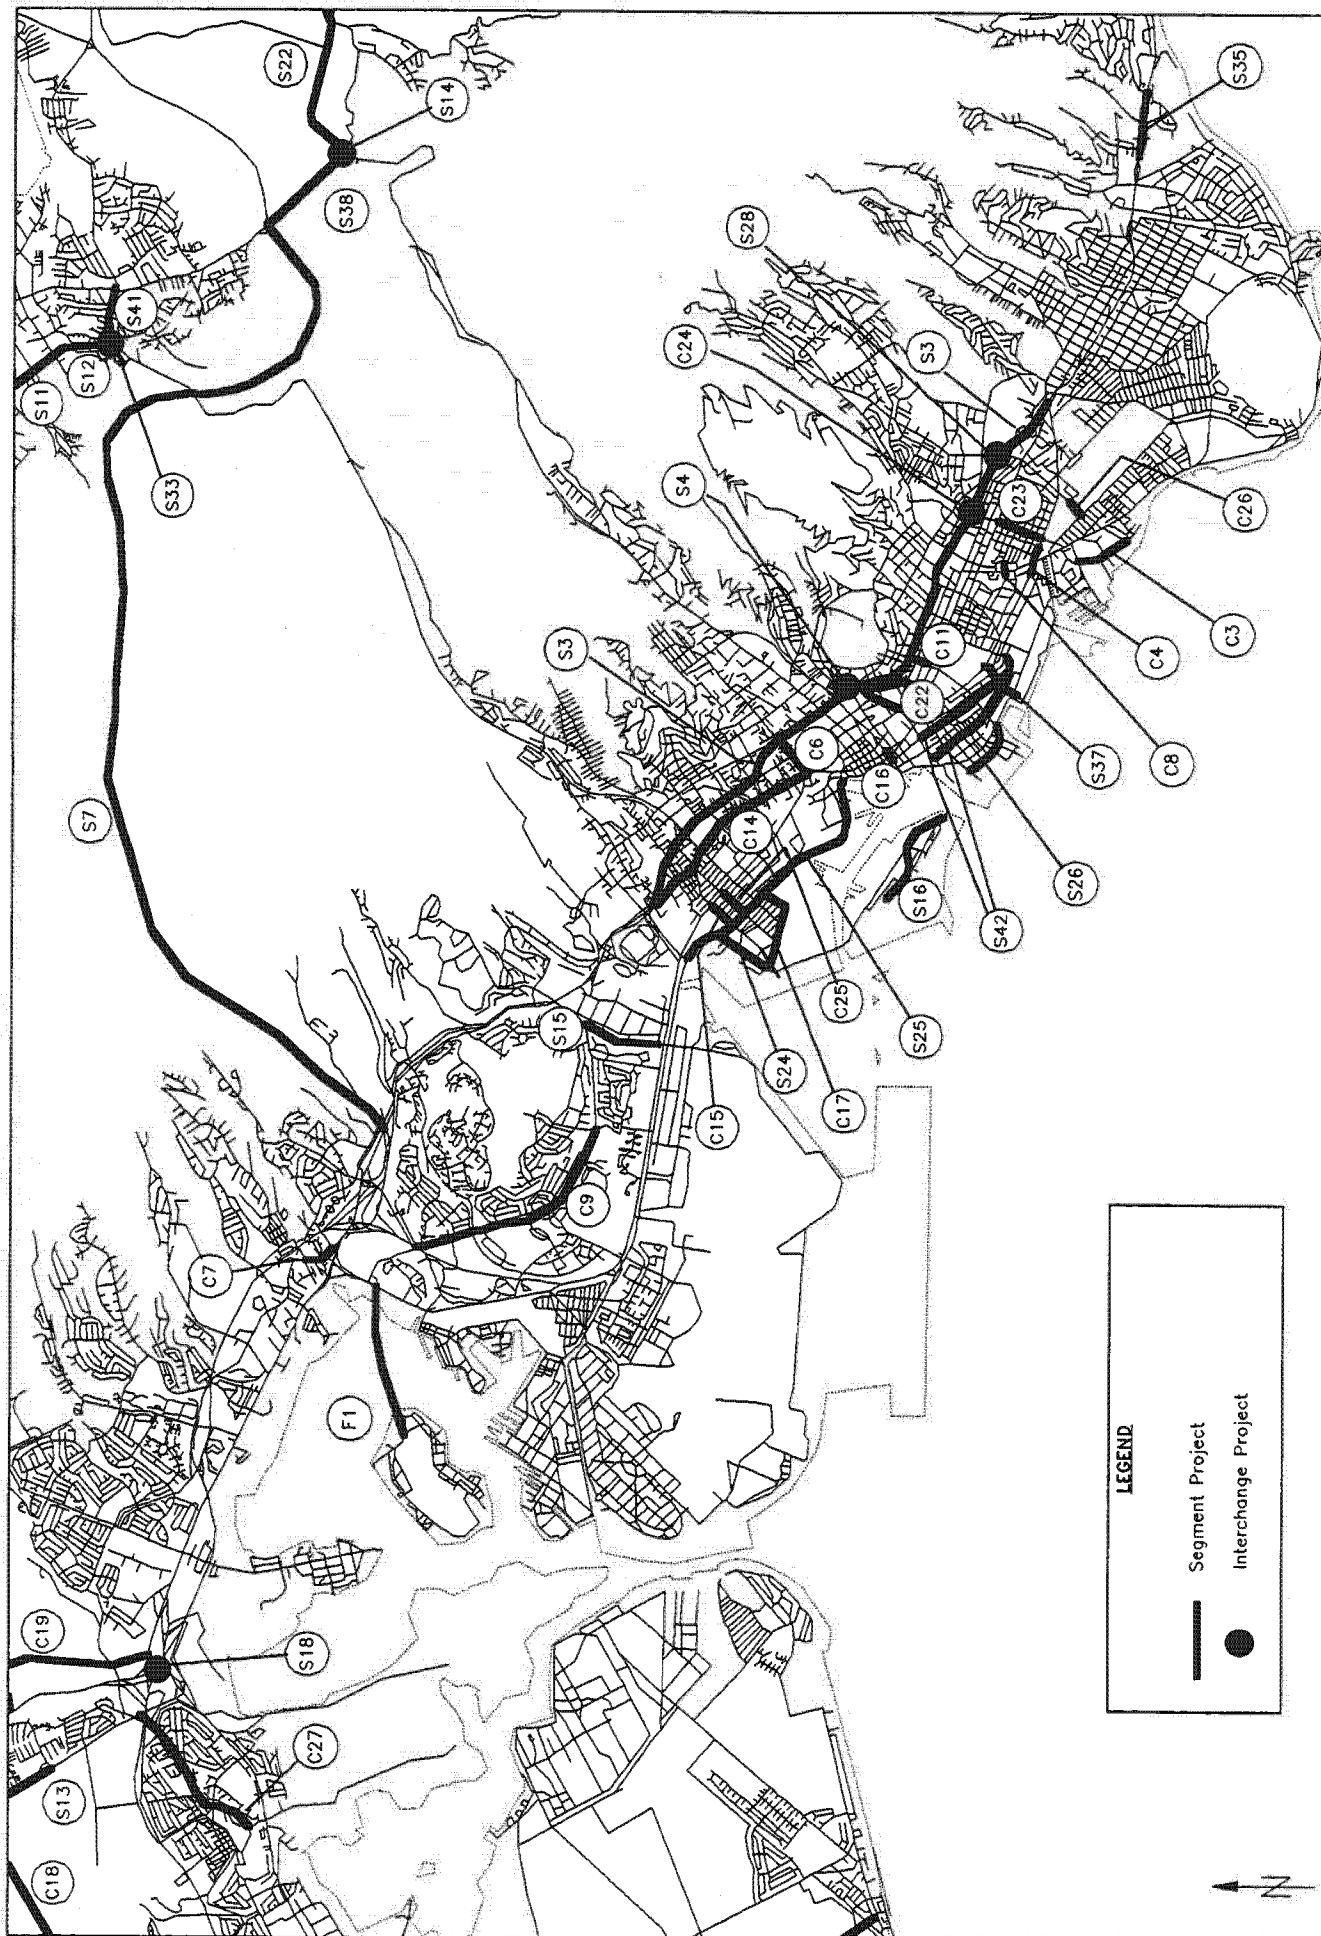 C18
S13
C19
S18
C27
F1
C7
C9
S15
S7
S33
S11
S12
S41
S38
S14
S22
C15
S24
C17
C25
S25
C14
S3
C6
C16
S16
S42
S26
S37
C22
C11
S4
C24
S28
S3
C23
C8
C4
C3
C26
S35
LEGEND
Segment Project
Interchange Project
N